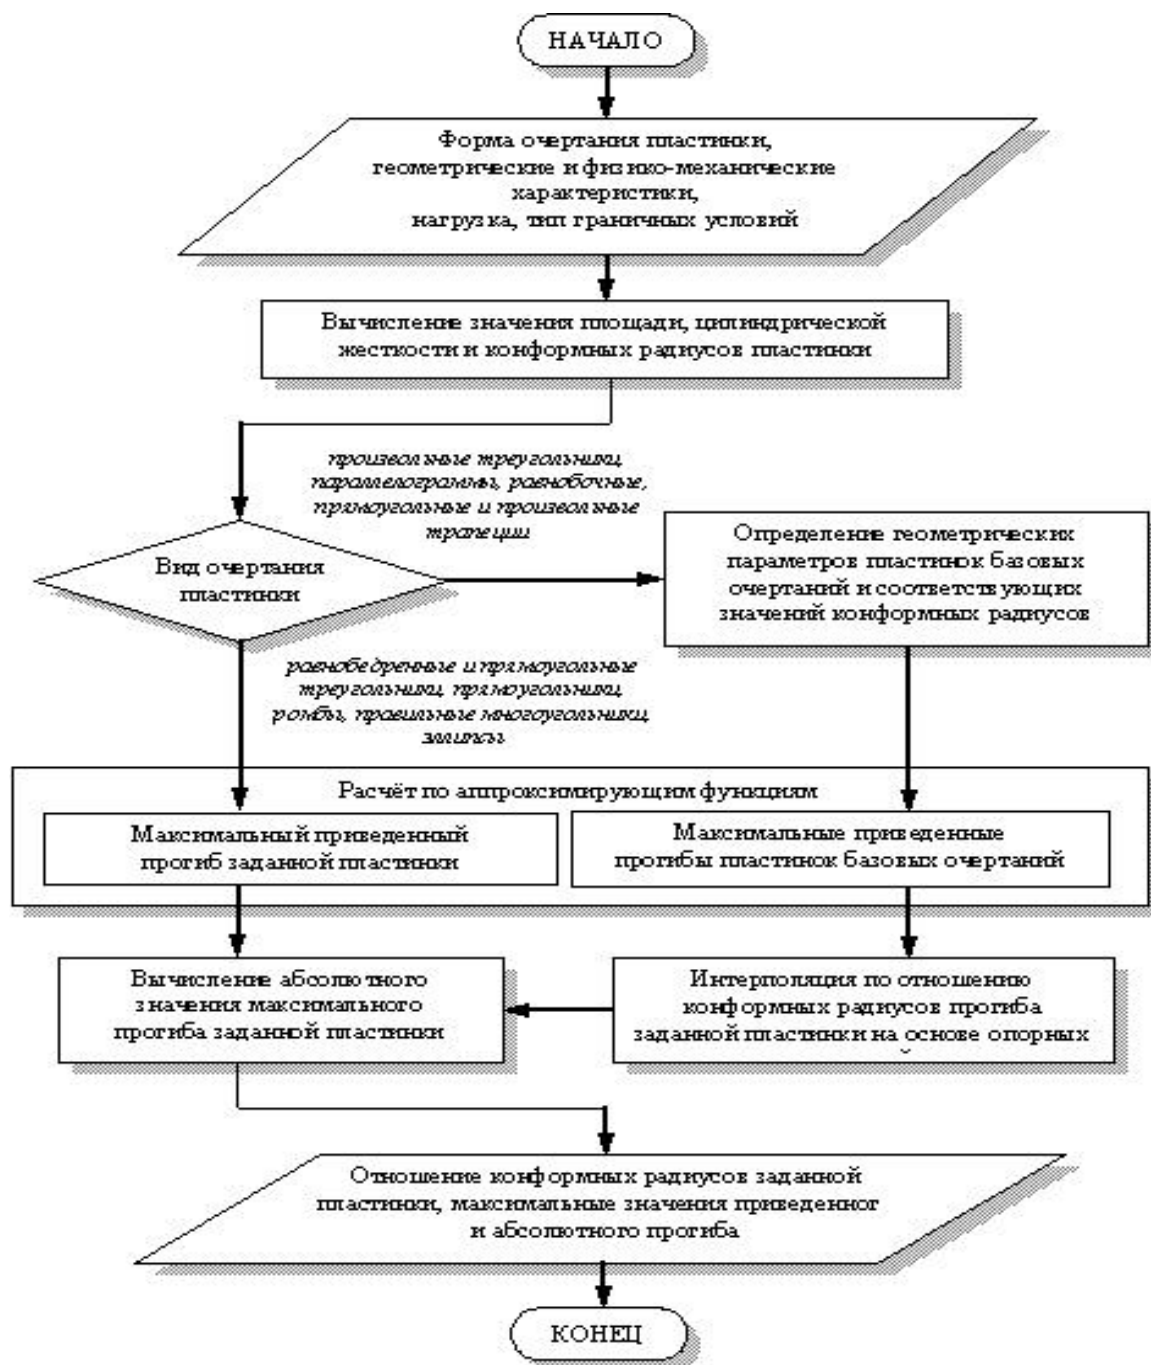 НАЧАЛО
Форма очертания пластинки,
геометрические и физико-механические
характеристики,
нагрузка, тип граничных условий
Вычисление значения площади, цилиндрической
жесткости и конформных радиусов пластинки
произвольные треугольники,
параллелограммы, равнобочные,
прямоугольные и произвольные
трапеции
Вид очертания
пластинки
Определение геометрических
параметров пластинок базовых
очертаний и соответствующих
значений конформных радиусов
равнобедренные и прямоугольные
треугольники, прямоугольники,
ромбы, правильные многоугольники,
эллипсы
Расчёт по аппроксимирующим функциям
Максимальный приведенный
прогиб заданной пластинки
Максимальные приведенные
прогибы пластинок базовых очертаний
Вычисление абсолютного
значения максимального
прогиба заданной пластинки
Интерполяция по отношению
конформных радиусов прогиба
заданной пластинки на основе опорных
Отношение конформных радиусов заданной
пластинки, максимальные значения приведенног
и абсолютного прогиба
КОНЕЦ